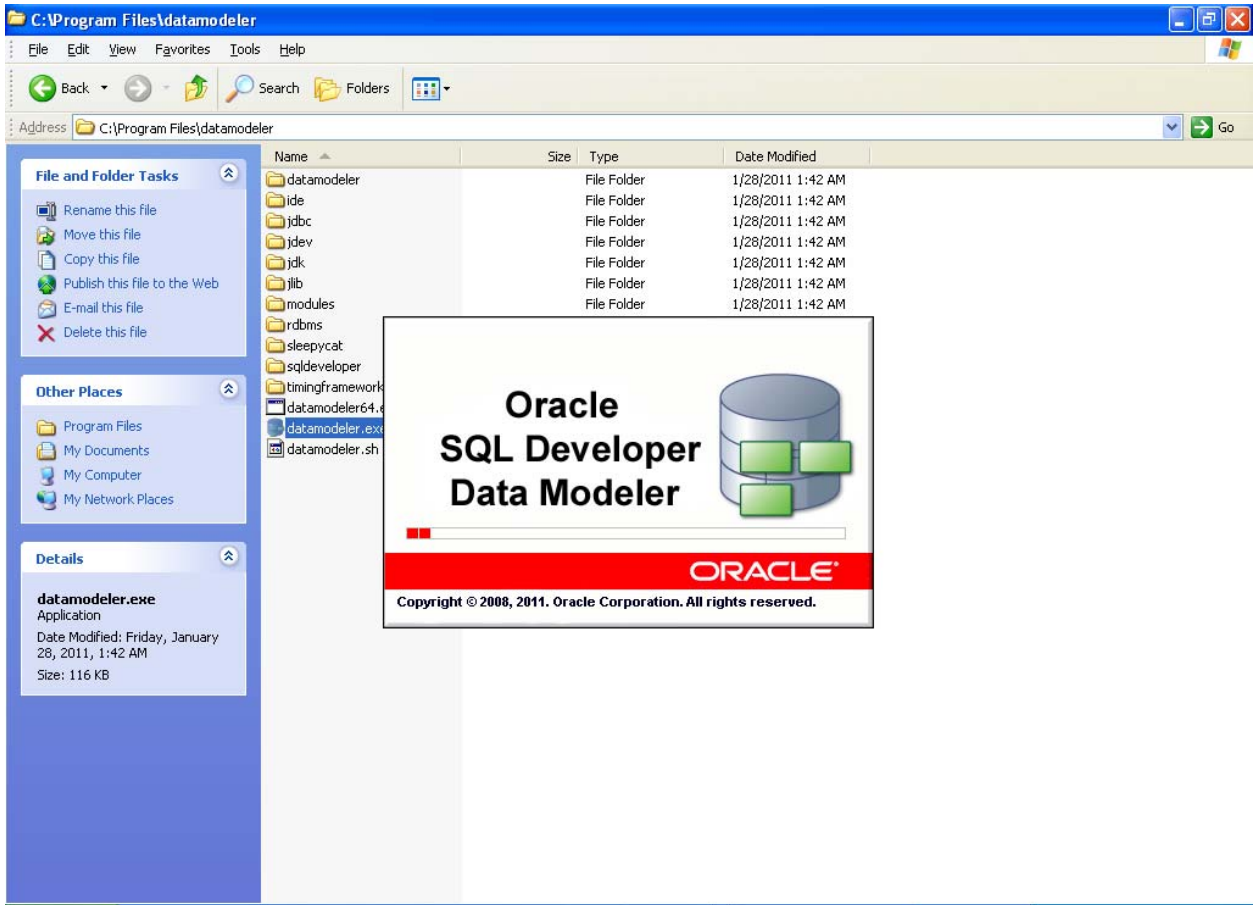 C:\Program Files\datamodeler
File Edit View Favorites Tools Help
Back Search Folders
Address C:\Program Files\datamodeler Go
File and Folder Tasks
Rename this file
Move this file
Copy this file
Publish this file to the Web
E-mail this file
Delete this file
Other Places
Program Files
My Documents
My Computer
My Network Places
Details
datamodeler.exe
Application
Date Modified: Friday, January
28, 2011, 1:42 AM
Size: 116 KB
Name Size Type Date Modified
datamodeler File Folder 1/28/2011 1:42 AM
ide File Folder 1/28/2011 1:42 AM
jdbc File Folder 1/28/2011 1:42 AM
jdev File Folder 1/28/2011 1:42 AM
jdk File Folder 1/28/2011 1:42 AM
jlib File Folder 1/28/2011 1:42 AM
modules File Folder 1/28/2011 1:42 AM
rdbms
sleepycat
sqldeveloper
timingframework
datamodeler64.e
datamodeler.exe
datamodeler.sh
Oracle
SQL Developer
Data Modeler
ORACLE®
Copyright © 2008, 2011. Oracle Corporation. All rights reserved.